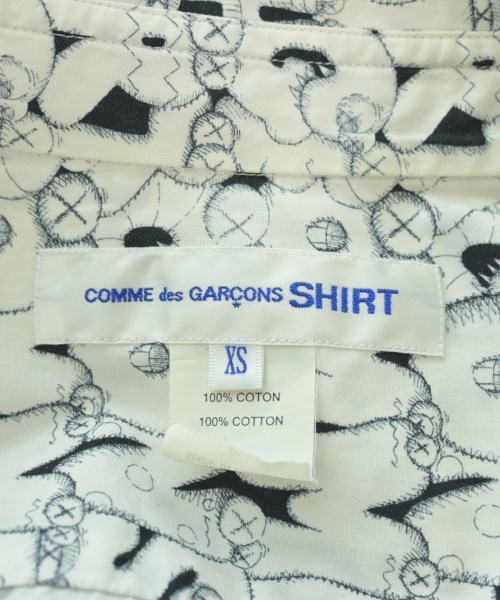 COMME des GARÇONS SHIRT
XS
100% COTON
100% COTTON